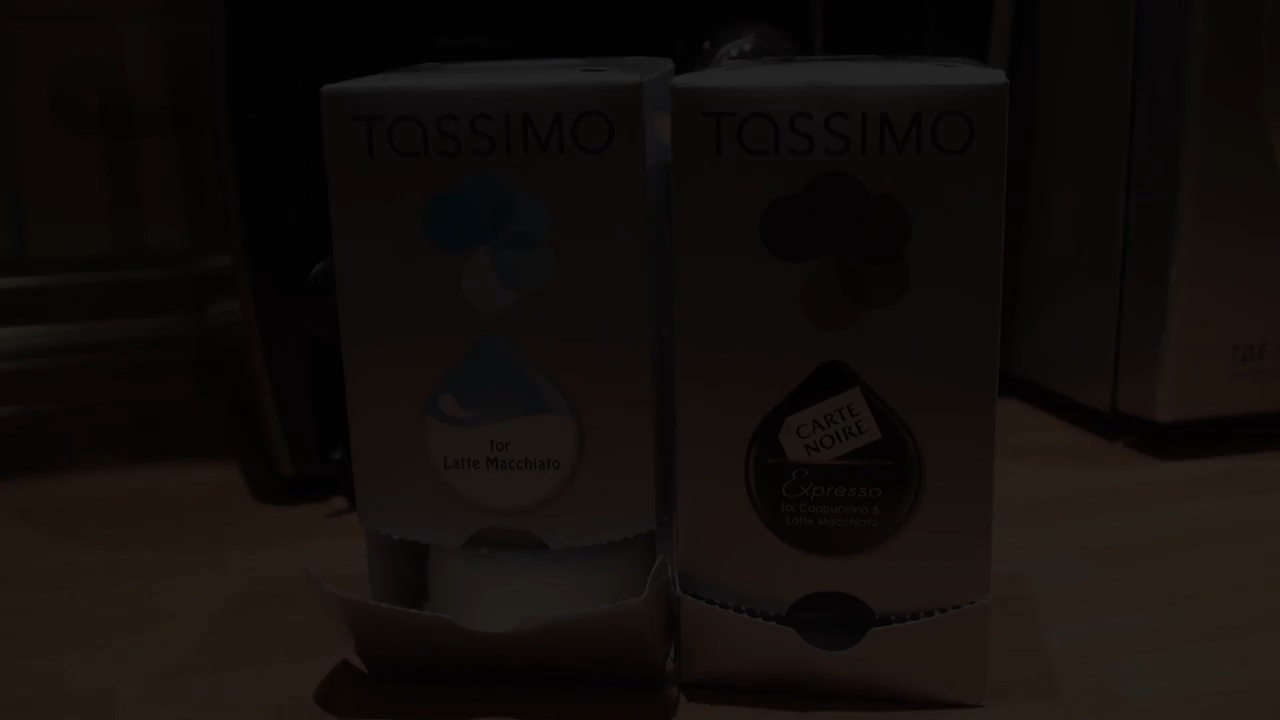 TASSIMO
for
Latte Macchiato
TASSIMO
CARTE
NOIRE
Expresso
for Cappuccino &
Latte Macchiato